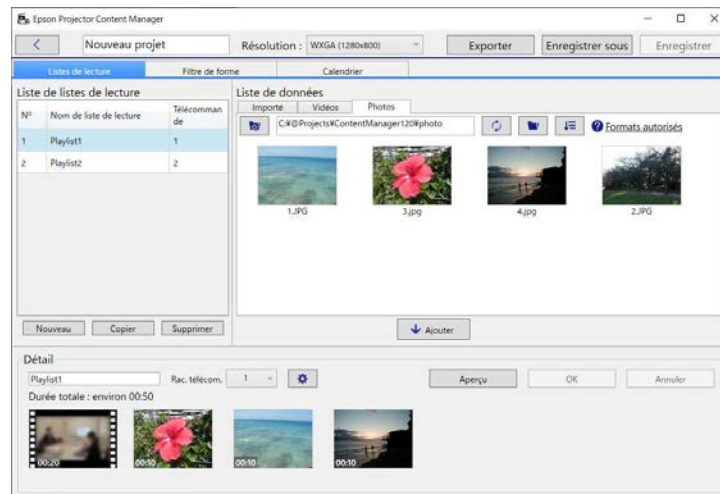 Epson Projector Content Manager
Nouveau projet Résolution : WXGA (1280x800) Exporter Enregistrer sous Enregistrer
Listes de lecture Filtre de forme Calendrier
Liste de listes de lecture
N° Nom de liste de lecture Télécomman
de
1 Playlist1 1
2 Playlist2 2
Nouveau Copier Supprimer
Liste de données
Importé Vidéos Photos
C:¥@Projects¥ContentManager120¥photo Formats autorisés
1.JPG 3.jpg 4.jpg 2.JPG
Ajouter
Détail
Playlist1 Rac. télécom. 1 Aperçu OK Annuler
Durée totale : environ 00:50
00:20 00:10 00:10 00:10